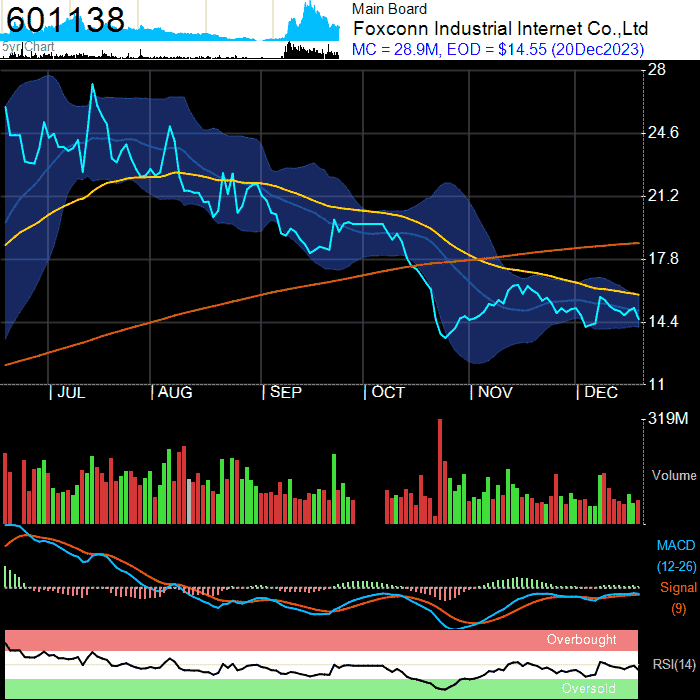 601138
5yr Chart
Main Board
Foxconn Industrial Internet Co.,Ltd
MC = 28.9M, EOD = $14.55 (20Dec2023)
28
24.6
21.2
17.8
14.4
11
JUL AUG SEP OCT NOV DEC
319M
Volume
MACD
(12-26)
Signal
(9)
Overbought
RSI(14)
Oversold